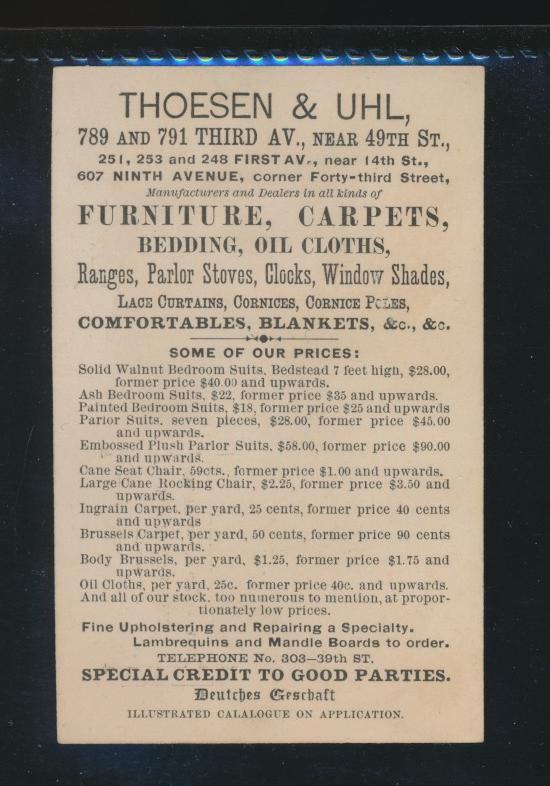 THOESEN & UHL,
789 AND 791 THIRD AV., NEAR 49TH ST.,
251, 253 and 248 FIRST AV., near 14th St.,
607 NINTH AVENUE, corner Forty-third Street,
Manufacturers and Dealers in all kinds of
FURNITURE, CARPETS,
BEDDING, OIL CLOTHS,
Ranges, Parlor Stoves, Clocks, Window Shades,
LACE CURTAINS, CORNICES, CORNICE POLES,
COMFORTABLES, BLANKETS, &c., &c.
SOME OF OUR PRICES:
Solid Walnut Bedroom Suits, Bedstead 7 feet high, $28.00,
former price $40.00 and upwards.
Ash Bedroom Suits, $22, former price $35 and upwards.
Painted Bedroom Suits, $18, former price $25 and upwards
Parlor Suits. seven pieces, $28.00, former price $45.00
and upwards.
Embossed Plush Parlor Suits, $58.00, former price $90.00
and upwards.
Cane Seat Chair, 59cts., former price $1.00 and upwards.
Large Cane Rocking Chair, $2.25, former price $3.50 and
upwards.
Ingrain Carpet, per yard, 25 cents, former price 40 cents
and upwards
Brussels Carpet, per yard, 50 cents, former price 90 cents
and upwards.
Body Brussels, per yard, $1.25, former price $1.75 and
upwards.
Oil Cloths, per yard, 25c. former price 40c. and upwards.
And all of our stock, too numerous to mention, at propor-
tionately low prices.
Fine Upholstering and Repairing a Specialty.
Lambrequins and Mandle Boards to order.
TELEPHONE No. 303—39th ST.
SPECIAL CREDIT TO GOOD PARTIES.
Deutches Geschaft
ILLUSTRATED CALALOGUE ON APPLICATION.